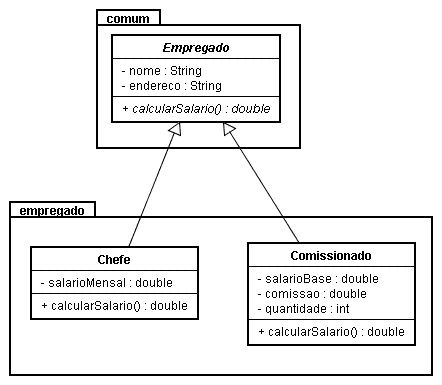 comum
Empregado
- nome : String
- endereco : String
+ calcularSalario() : double
empregado
Chefe
- salarioMensal : double
+ calcularSalario() : double
Comissionado
- salarioBase : double
- comissao : double
- quantidade : int
+ calcularSalario() : double